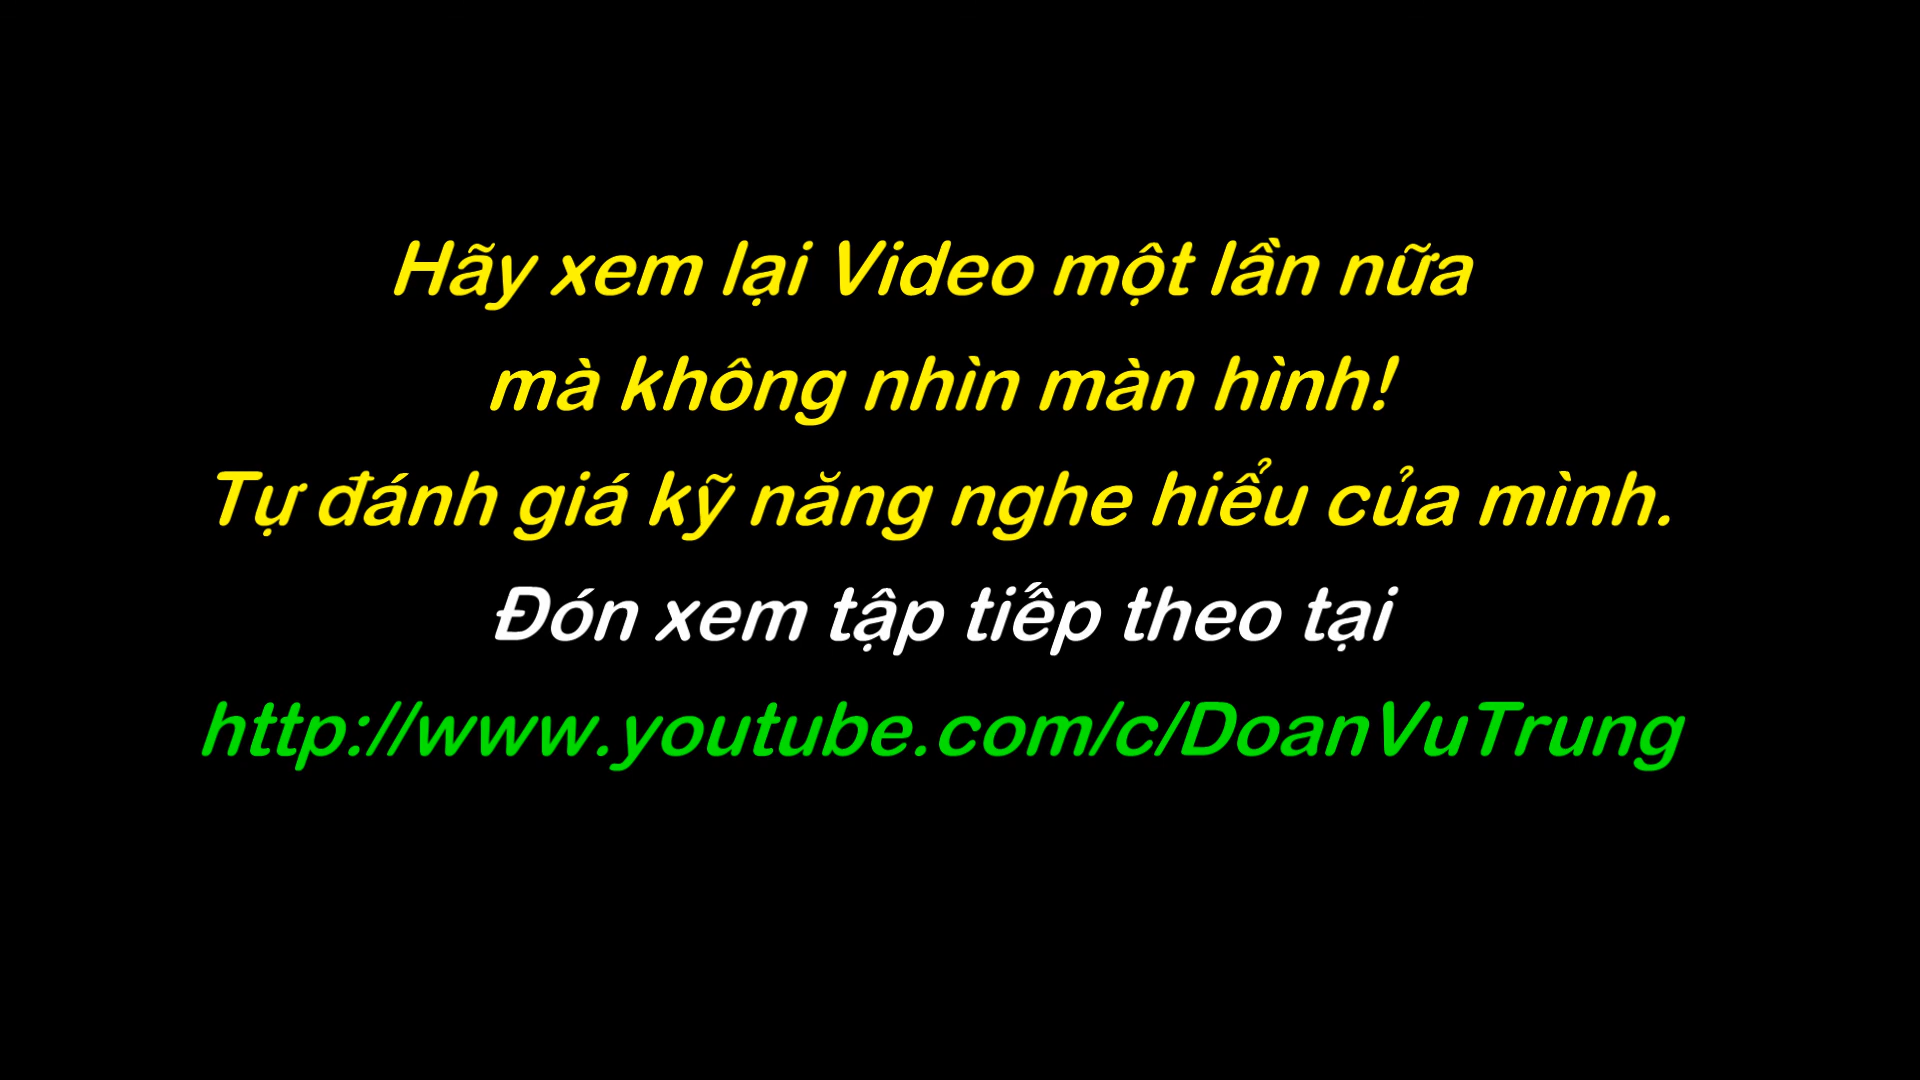 Hãy xem lại Video một lần nữa
mà không nhìn màn hình!
Tự đánh giá kỹ năng nghe hiểu của mình.
Đón xem tập tiếp theo tại
http://www.youtube.com/c/DoanVuTrung